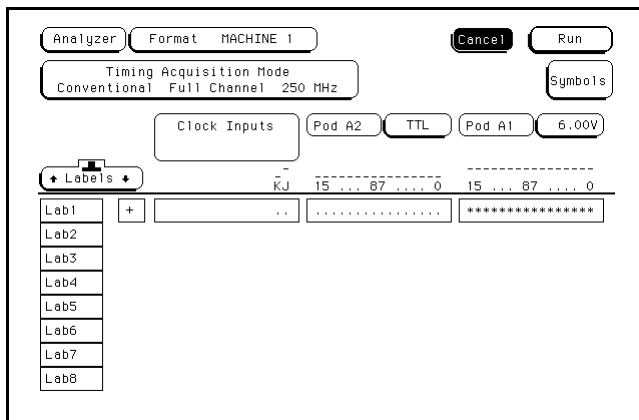 Analyzer Format MACHINE 1 Cancel Run
Timing Acquisition Mode
Conventional Full Channel 250 MHz
Symbols
Clock Inputs Pod A2 TTL Pod A1 6.00V
↑ Labels ↓
KJ 15 ... 87 .... 0 15 ... 87 .... 0
Lab1 + .. ................ ****************
Lab2
Lab3
Lab4
Lab5
Lab6
Lab7
Lab8